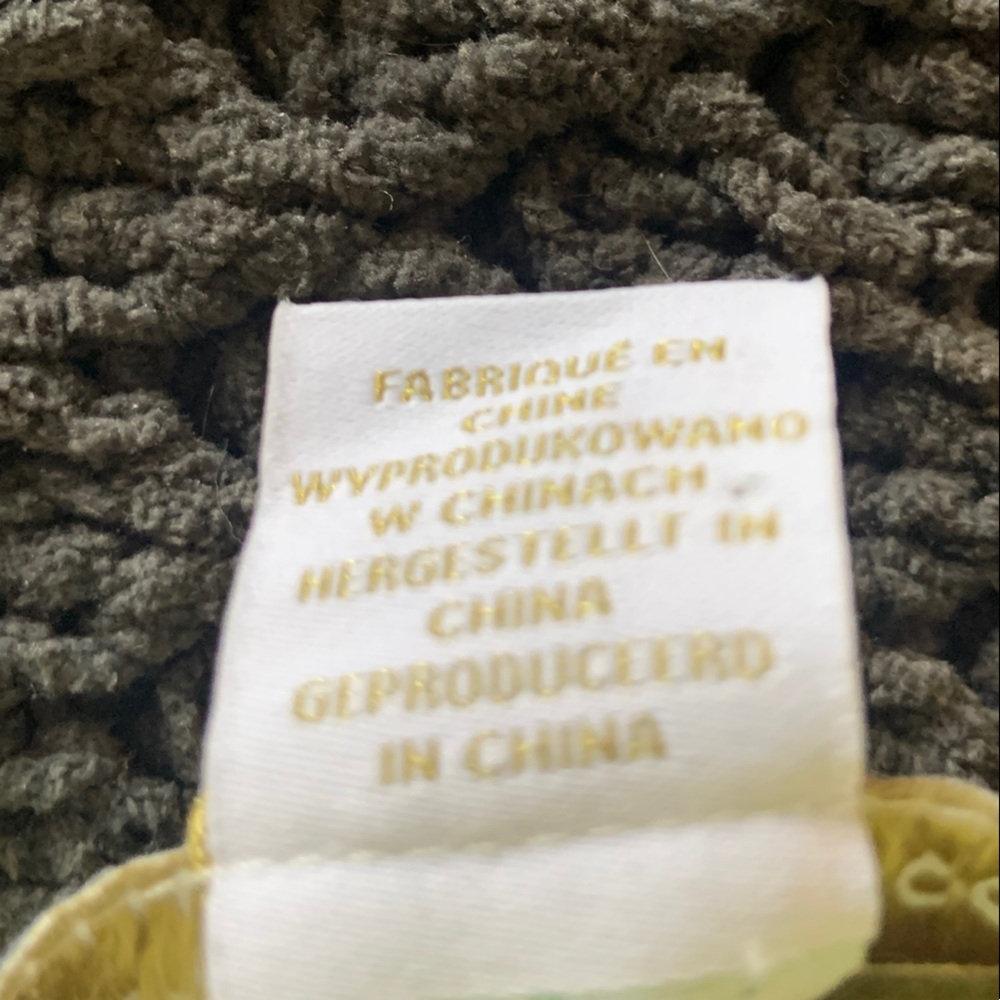 FABRIQUÉ EN
CHINE
WYPRODUKOWANO
W CHINACH
HERGESTELLT IN
CHINA
GEPRODUCEERD
IN CHINA